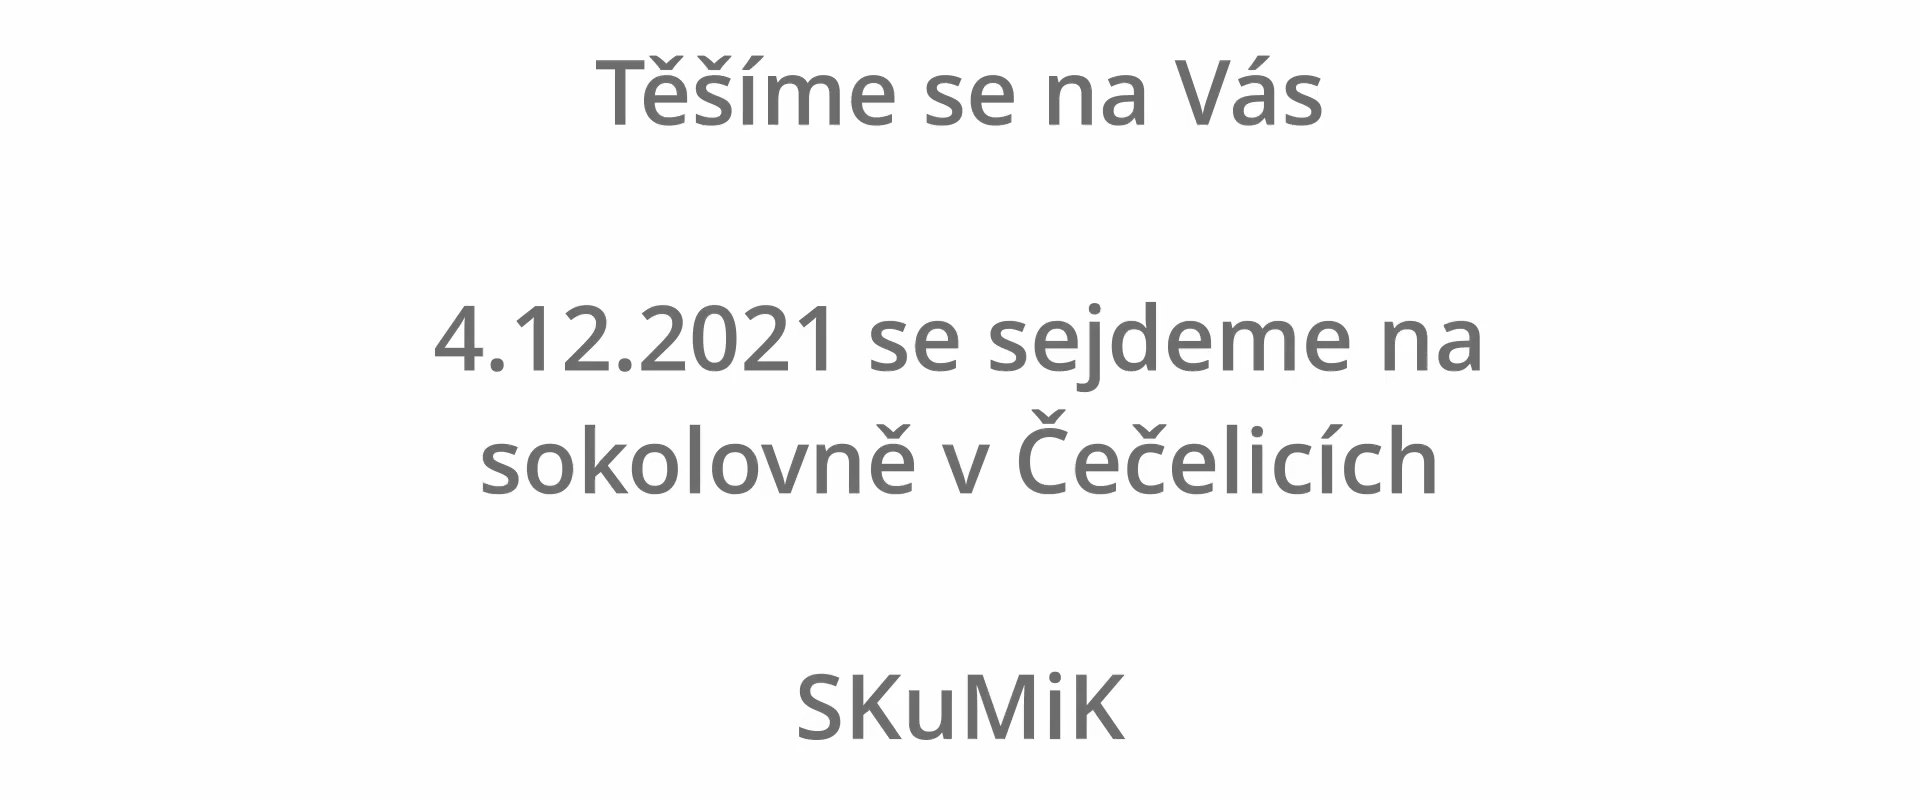 Těšíme se na Vás
4.12.2021 se sejdeme na
sokolovně v Čečelicích
SKuMiK